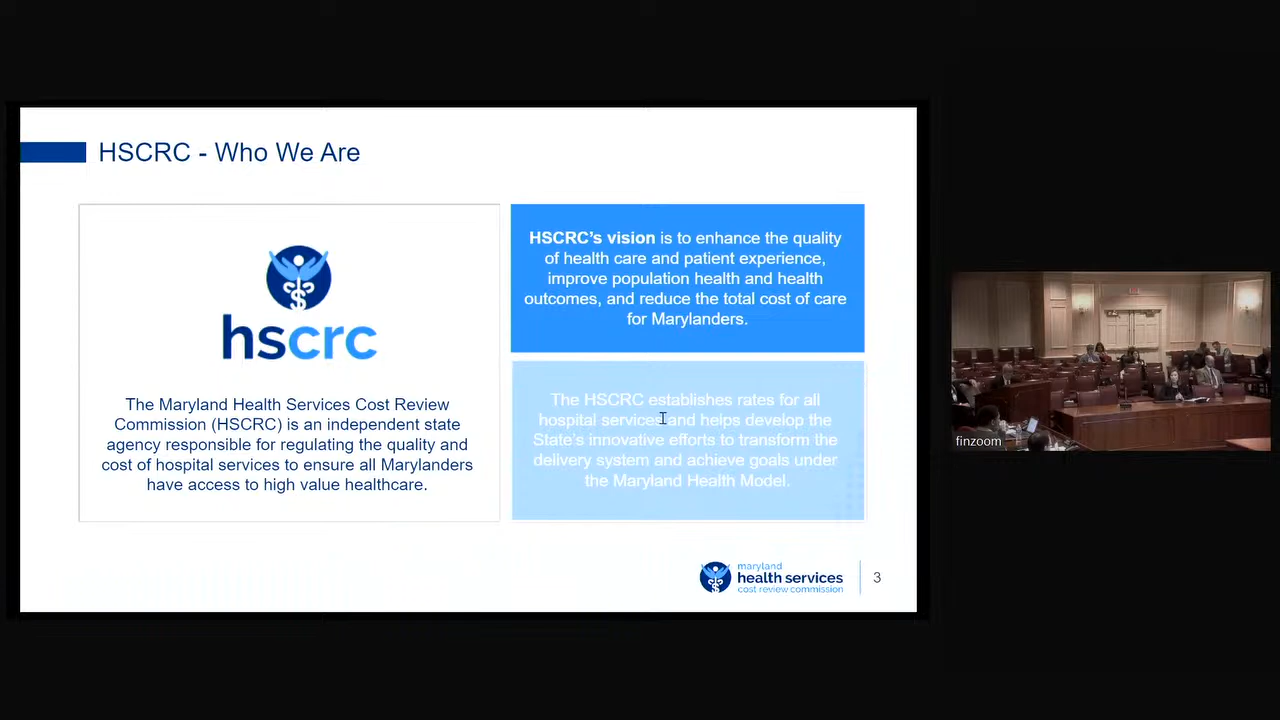 HSCRC - Who We Are
hscrc
The Maryland Health Services Cost Review
Commission (HSCRC) is an independent state
agency responsible for regulating the quality and
cost of hospital services to ensure all Marylanders
have access to high value healthcare.
HSCRC's vision is to enhance the quality
of health care and patient experience,
improve population health and health
outcomes, and reduce the total cost of care
for Marylanders.
The HSCRC establishes rates for all
hospital services and helps develop the
State's innovative efforts to transform the
delivery system and achieve goals under
the Maryland Health Model.
maryland
health services
cost review commission
3
finzoom